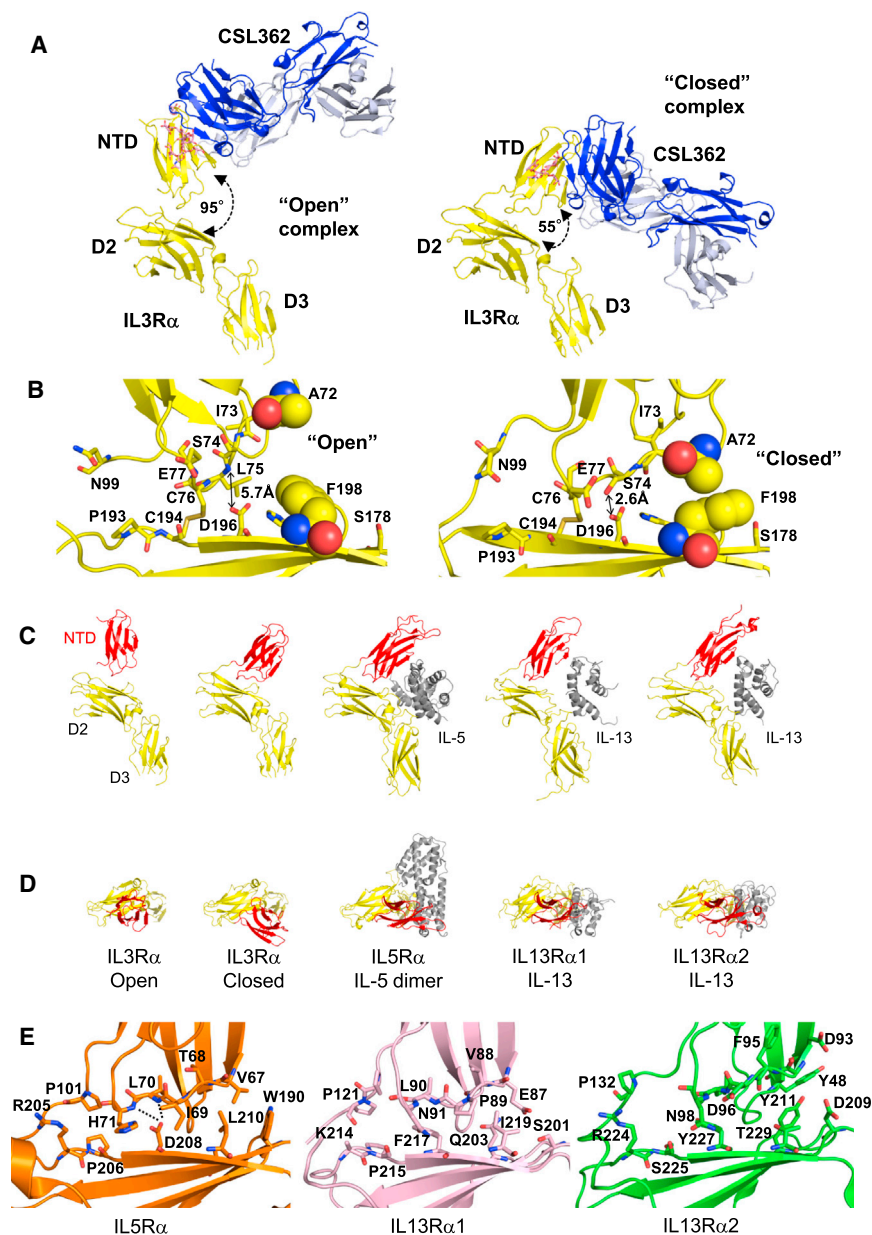 A
CSL362
NTD
95°
"Open"
complex
D2
D3
IL3Rα
"Closed"
complex
NTD
CSL362
55°
D2
D3
IL3Rα
B
A72
I73
"Open"
S74
E77
L75
N99
C76
5.7Å
F198
P193
C194
D196
S178
I73
A72
"Closed"
N99
E77
S74
C76
2.6Å
F198
C194
D196
S178
P193
C
NTD
D2
D3
IL-5
IL-13
IL-13
D
IL3Rα
Open
IL3Rα
Closed
IL5Rα
IL-5 dimer
IL13Rα1
IL-13
IL13Rα2
IL-13
E
T68
P101
L70
V67
R205
W190
H71
I69
L210
D208
P206
IL5Rα
V88
P121
L90
P89
E87
N91
I219
K214
F217
Q203
S201
P215
IL13Rα1
F95
D93
P132
Y211
Y48
N98
D96
D209
R224
Y227
T229
S225
IL13Rα2